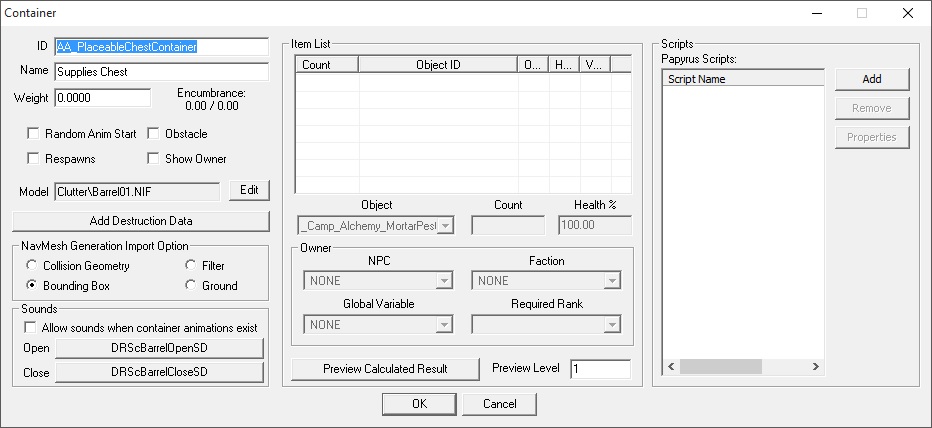 Container
ID AA_PlaceableChestContainer
Name Supplies Chest
Weight 0.0000 Encumbrance:
0.00 / 0.00
Random Anim Start Obstacle
Respawns Show Owner
Model Clutter\Barrel01.NIF Edit
Add Destruction Data
NavMesh Generation Import Option
Collision Geometry Filter
Bounding Box Ground
Sounds
Allow sounds when container animations exist
Open DRScBarrelOpenSD
Close DRScBarrelCloseSD
Item List
Count Object ID O... H... V...
Object Count Health %
_Camp_Alchemy_MortarPest 100.00
Owner
NPC Faction
NONE NONE
Global Variable Required Rank
NONE
Preview Calculated Result Preview Level 1
Scripts
Papyrus Scripts:
Script Name Add
Remove
Properties
OK Cancel